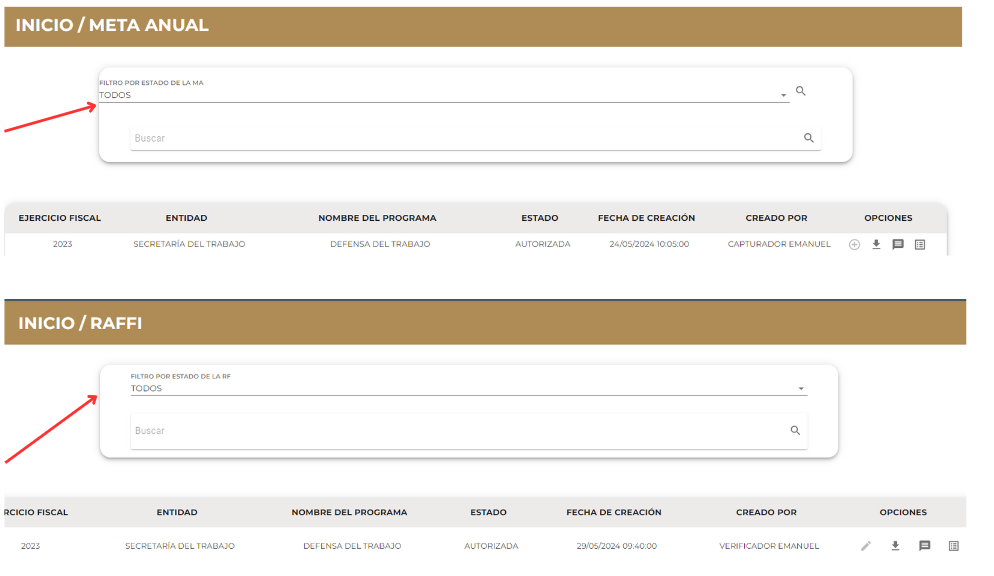 INICIO / META ANUAL
FILTRO POR ESTADO DE LA MA
TODOS
Buscar
EJERCICIO FISCAL ENTIDAD NOMBRE DEL PROGRAMA ESTADO FECHA DE CREACIÓN CREADO POR OPCIONES
2023 SECRETARÍA DEL TRABAJO DEFENSA DEL TRABAJO AUTORIZADA 24/05/2024 10:05:00 CAPTURADOR EMANUEL
INICIO / RAFFI
FILTRO POR ESTADO DE LA RF
TODOS
Buscar
RCICIO FISCAL ENTIDAD NOMBRE DEL PROGRAMA ESTADO FECHA DE CREACIÓN CREADO POR OPCIONES
2023 SECRETARÍA DEL TRABAJO DEFENSA DEL TRABAJO AUTORIZADA 29/05/2024 09:40:00 VERIFICADOR EMANUEL